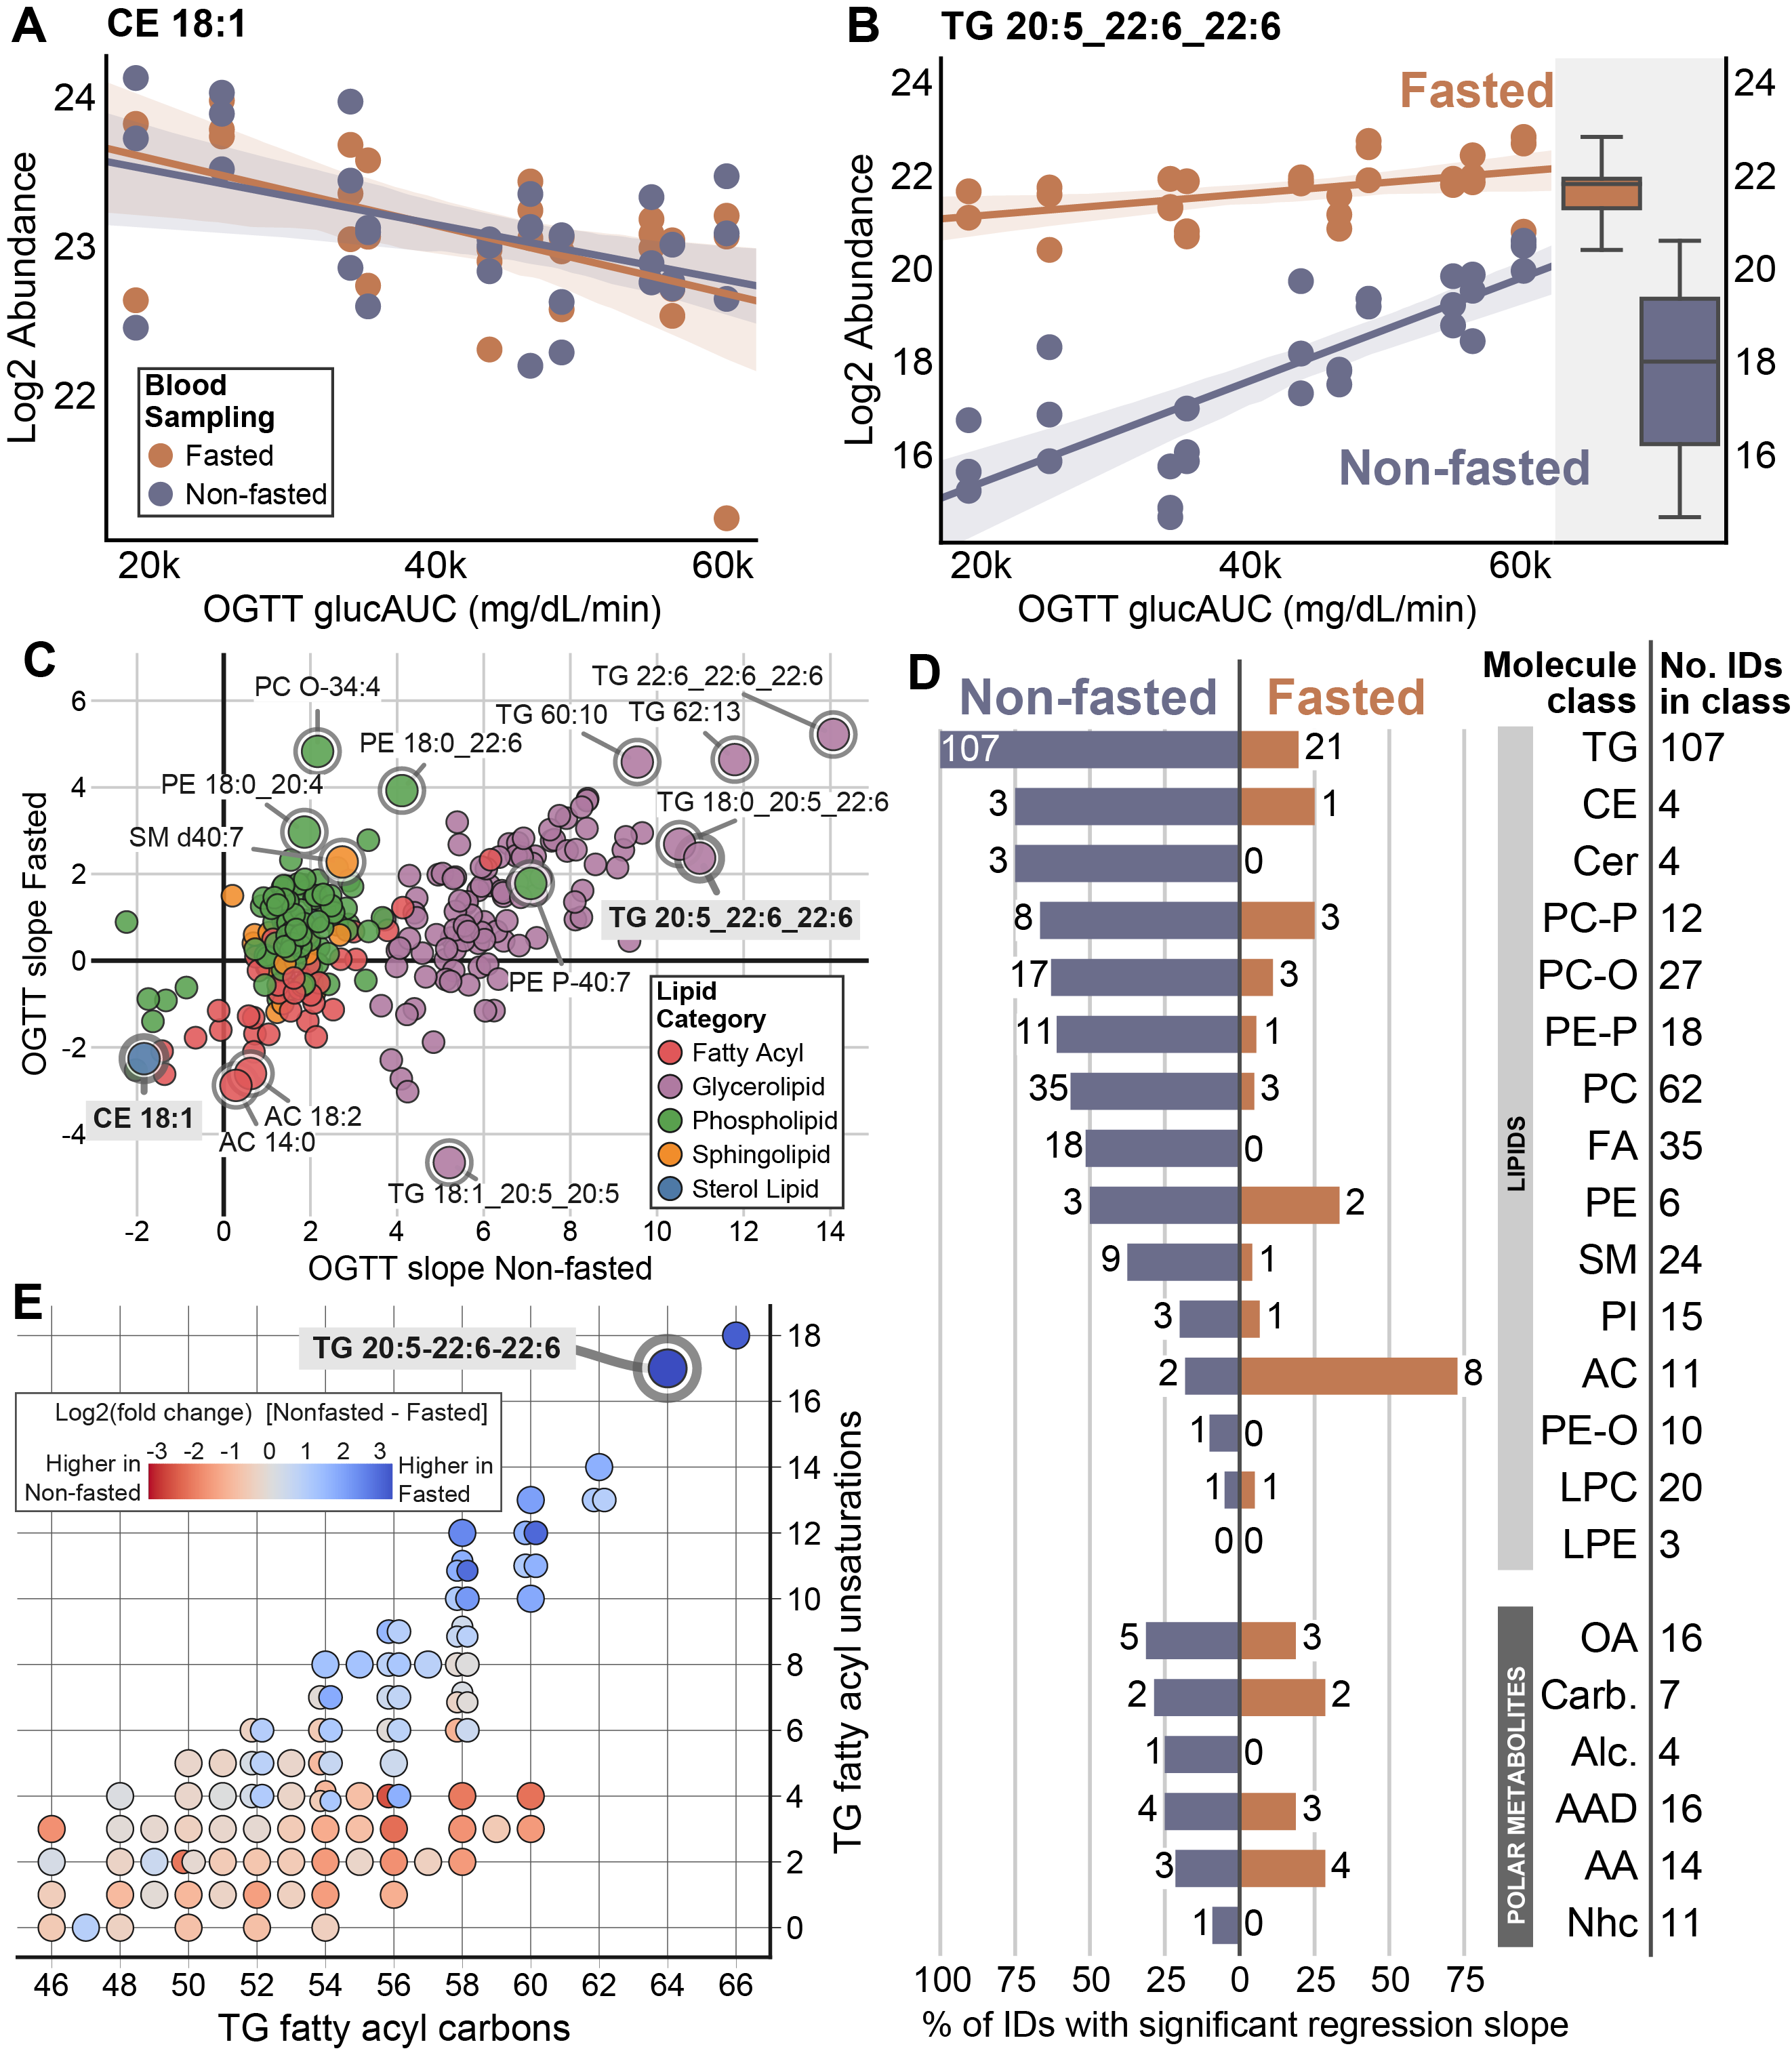 A
CE 18:1
24
23
22
Log2 Abundance
Blood
Sampling
Fasted
Non-fasted
20k
40k
60k
OGTT glucAUC (mg/dL/min)
B
TG 20:5_22:6_22:6
24
22
20
18
16
Log2 Abundance
Fasted
Non-fasted
24
22
20
18
16
20k
40k
60k
OGTT glucAUC (mg/dL/min)
C
OGTT slope Fasted
6
4
2
0
-2
-4
PC O-34:4
TG 22:6_22:6_22:6
TG 60:10
TG 62:13
PE 18:0_22:6
PE 18:0_20:4
TG 18:0_20:5_22:6
SM d40:7
TG 20:5_22:6_22:6
PE P-40:7
CE 18:1
AC 18:2
AC 14:0
TG 18:1_20:5_20:5
Lipid
Category
Fatty Acyl
Glycerolipid
Phospholipid
Sphingolipid
Sterol Lipid
-2
0
2
4
6
8
10
12
14
OGTT slope Non-fasted
D
Non-fasted
Fasted
Molecule
class
No. IDs
in class
107
21
TG
107
3
1
CE
4
3
0
Cer
4
8
3
PC-P
12
17
3
PC-O
27
11
1
PE-P
18
35
3
PC
62
18
0
FA
35
3
2
PE
6
9
1
SM
24
3
1
PI
15
2
8
AC
11
1
0
PE-O
10
1
1
LPC
20
0
0
LPE
3
LIPIDS
5
3
OA
16
2
2
Carb.
7
1
0
Alc.
4
4
3
AAD
16
3
4
AA
14
1
0
Nhc
11
POLAR METABOLITES
100
75
50
25
0
25
50
75
% of IDs with significant regression slope
E
TG 20:5-22:6-22:6
Log2(fold change) [Nonfasted - Fasted]
-3
-2
-1
0
1
2
3
Higher in
Non-fasted
Higher in
Fasted
18
16
14
12
10
8
6
4
2
0
TG fatty acyl unsaturations
46
48
50
52
54
56
58
60
62
64
66
TG fatty acyl carbons